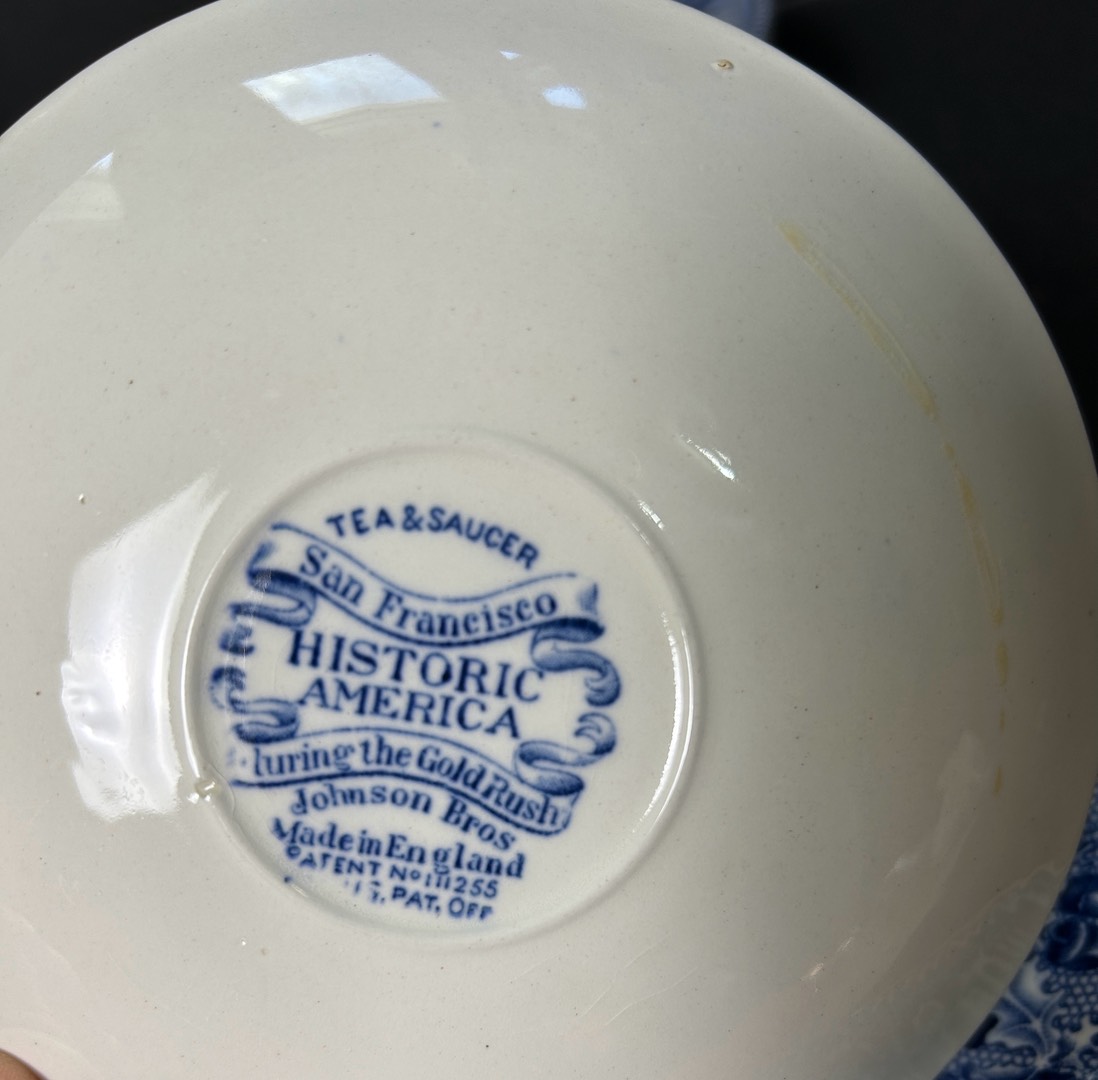 TEA & SAUCER
San Francisco
HISTORIC
AMERICA
during the Gold Rush
Johnson Bros
Made in England
PATENT No 111255
PAT. OFF